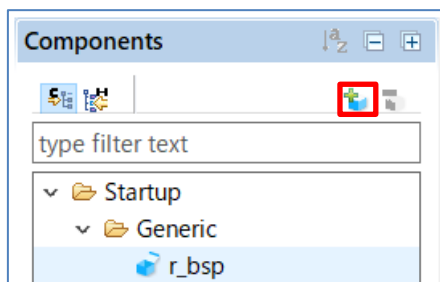 Components
type filter text
Startup
Generic
r_bsp